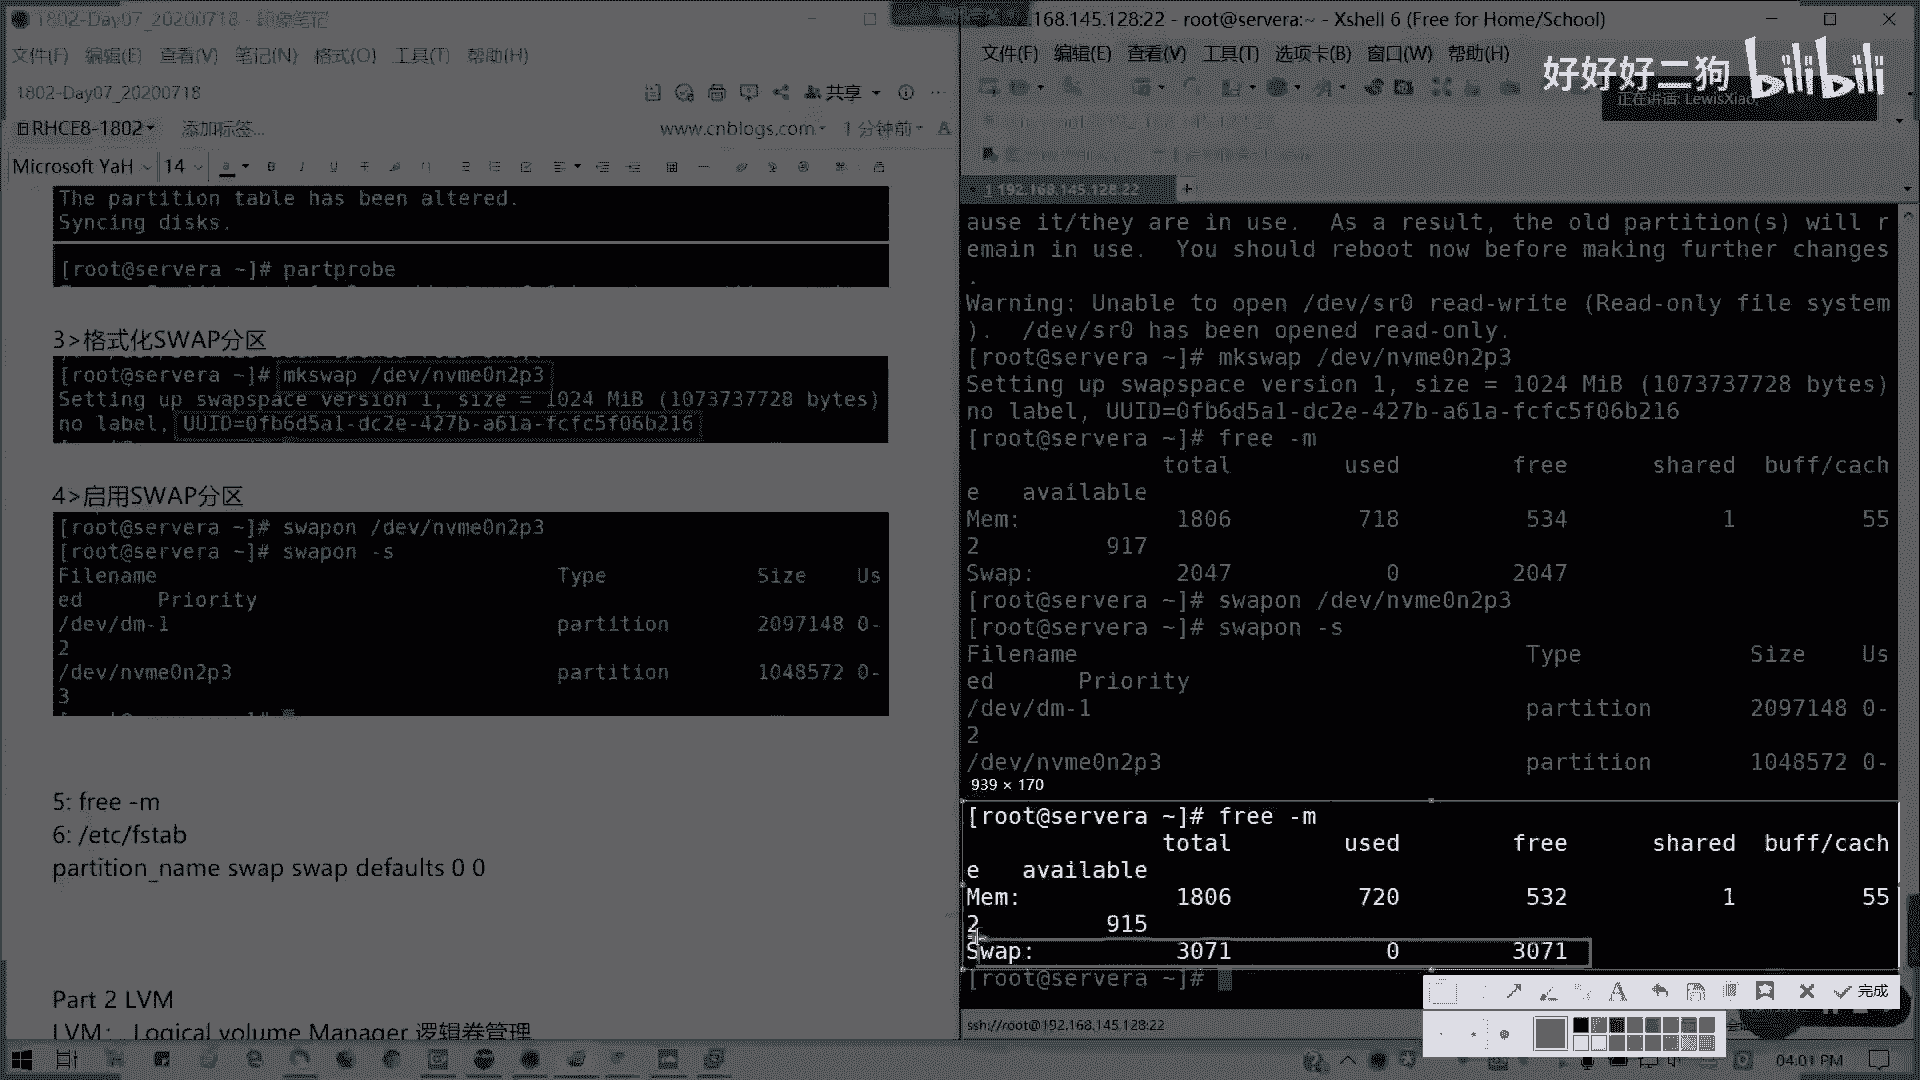 1802-Day07_20200718 - 印象笔记
文件(F) 编辑(E) 查看(V) 笔记(N) 格式(O) 工具(T) 帮助(H)
1802-Day07_20200718
共享
RHCE8-1802
添加标签...
www.cnblogs.com
1 分钟前
Microsoft YaH 14
The partition table has been altered.
Syncing disks.
[root@servera ~]# partprobe
3>格式化SWAP分区
[root@servera ~]# mkswap /dev/nvme0n2p3
Setting up swapspace version 1, size = 1024 MiB (1073737728 bytes)
no label, UUID=0fb6d5a1-dc2e-427b-a61a-fcfc5f06b216
4>启用SWAP分区
[root@servera ~]# swapon /dev/nvme0n2p3
[root@servera ~]# swapon -s
Filename Type Size Us
ed Priority
/dev/dm-1 partition 2097148 0-
2
/dev/nvme0n2p3 partition 1048572 0-
3
5: free -m
6: /etc/fstab
partition_name swap swap defaults 0 0
Part 2 LVM
LVM： Logical volume Manager 逻辑卷管理
.168.145.128:22 - root@servera:~ - Xshell 6 (Free for Home/School)
文件(F) 编辑(E) 查看(V) 工具(T) 选项卡(B) 窗口(W) 帮助(H)
好好好二狗 bilibili
正在讲话: LewisXiao;
1 192.168.145.128:22
ause it/they are in use.  As a result, the old partition(s) will r
emain in use.  You should reboot now before making further changes
.
Warning: Unable to open /dev/sr0 read-write (Read-only file system
).  /dev/sr0 has been opened read-only.
[root@servera ~]# mkswap /dev/nvme0n2p3
Setting up swapspace version 1, size = 1024 MiB (1073737728 bytes)
no label, UUID=0fb6d5a1-dc2e-427b-a61a-fcfc5f06b216
[root@servera ~]# free -m
total used free shared buff/cach
e available
Mem: 1806 718 534 1 55
2 917
Swap: 2047 0 2047
[root@servera ~]# swapon /dev/nvme0n2p3
[root@servera ~]# swapon -s
Filename Type Size Us
ed Priority
/dev/dm-1 partition 2097148 0-
2
/dev/nvme0n2p3 partition 1048572 0-
939 × 170
[root@servera ~]# free -m
total used free shared buff/cach
e available
Mem: 1806 720 532 1 55
2 915
Swap: 3071 0 3071
[root@servera ~]#
完成
ssh://root@192.168.145.128:22
04:01 PM